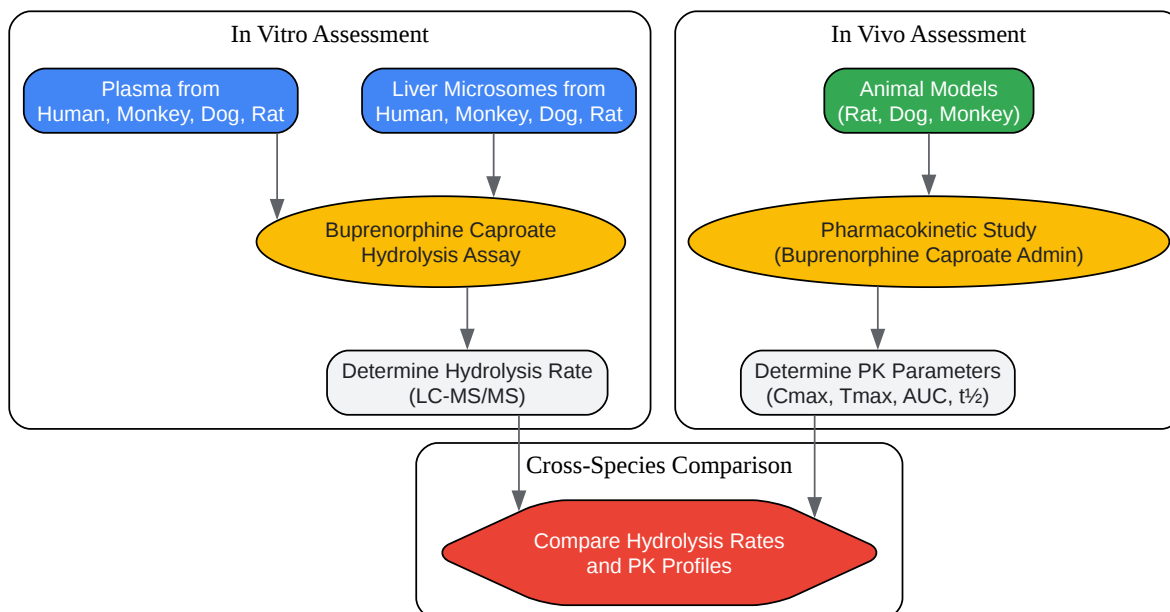 In Vitro Assessment
Plasma from
Human, Monkey, Dog, Rat
Liver Microsomes from
Human, Monkey, Dog, Rat
Buprenorphine Caproate
Hydrolysis Assay
Determine Hydrolysis Rate
(LC-MS/MS)
In Vivo Assessment
Animal Models
(Rat, Dog, Monkey)
Pharmacokinetic Study
(Buprenorphine Caproate Admin)
Determine PK Parameters
(Cmax, Tmax, AUC, t½)
Cross-Species Comparison
Compare Hydrolysis Rates
and PK Profiles